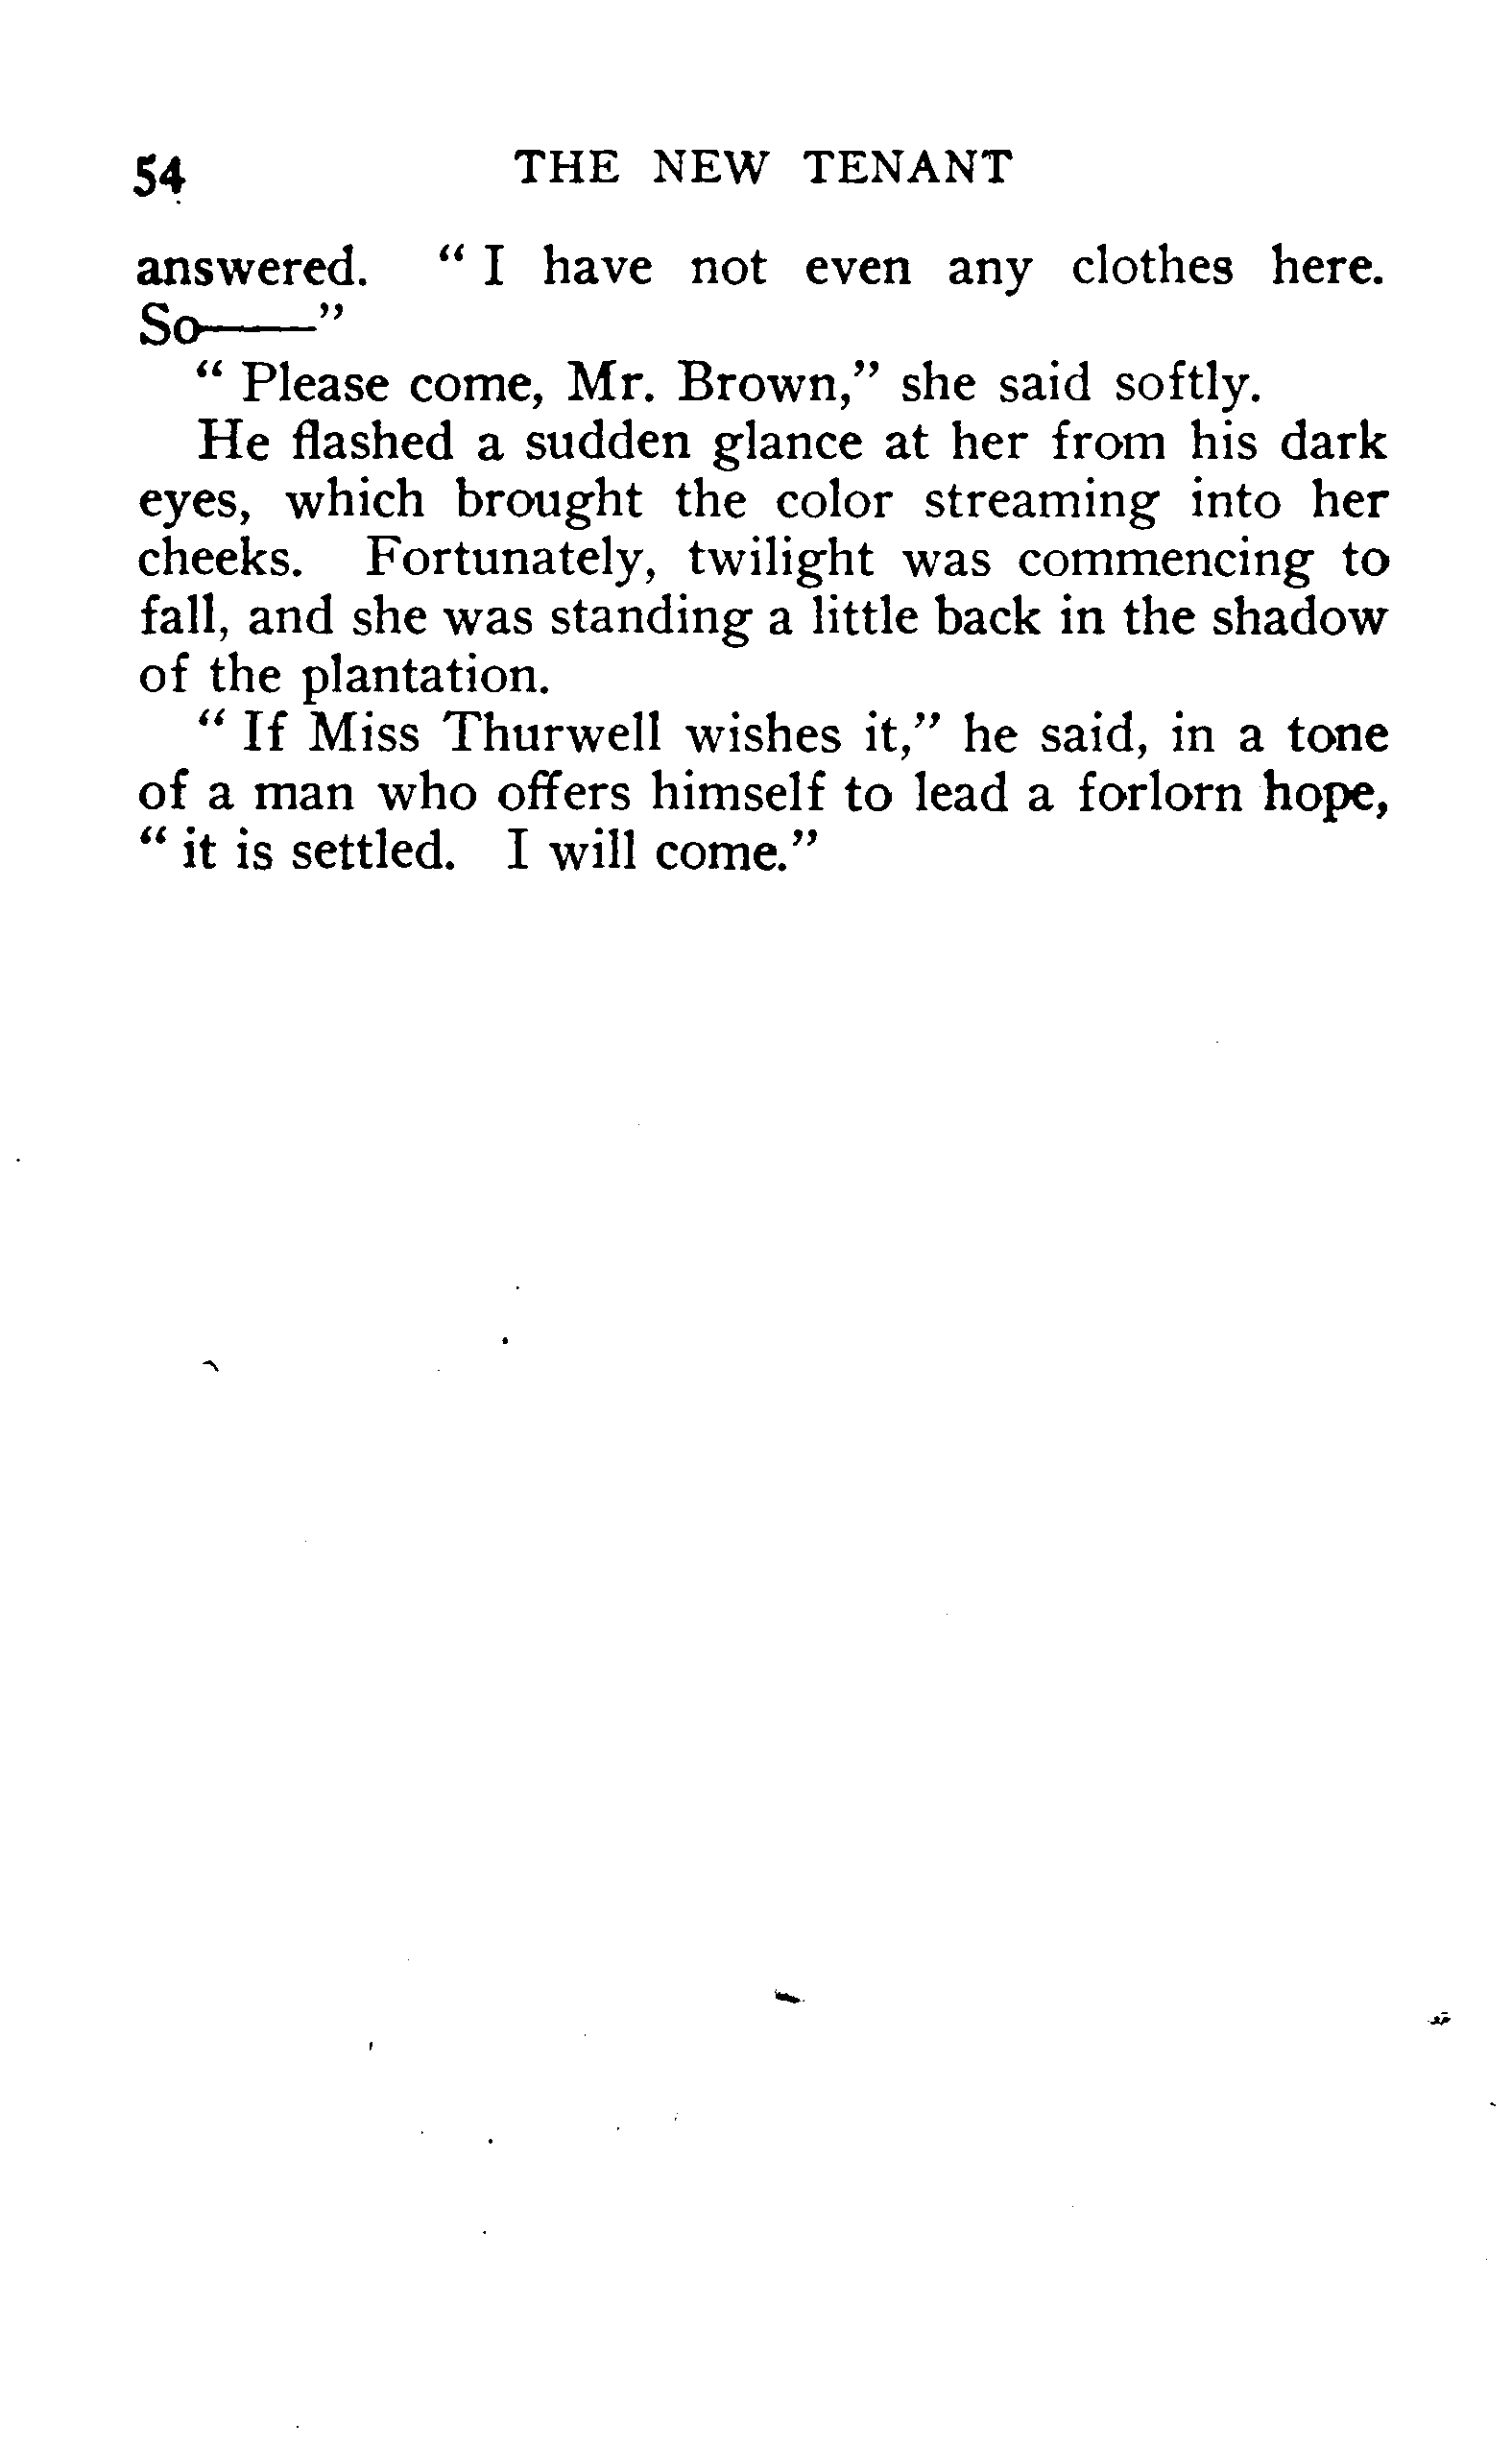 54 THE NEW TENANT
answered. " I have not even any clothes here.
So——"
" Please come, Mr. Brown," she said softly.
He flashed a sudden glance at her from his dark
eyes, which brought the color streaming into her
cheeks. Fortunately, twilight was commencing to
fall, and she was standing a little back in the shadow
of the plantation.
" If Miss Thurwell wishes it," he said, in a tone
of a man who offers himself to lead a forlorn hope,
" it is settled. I will come."